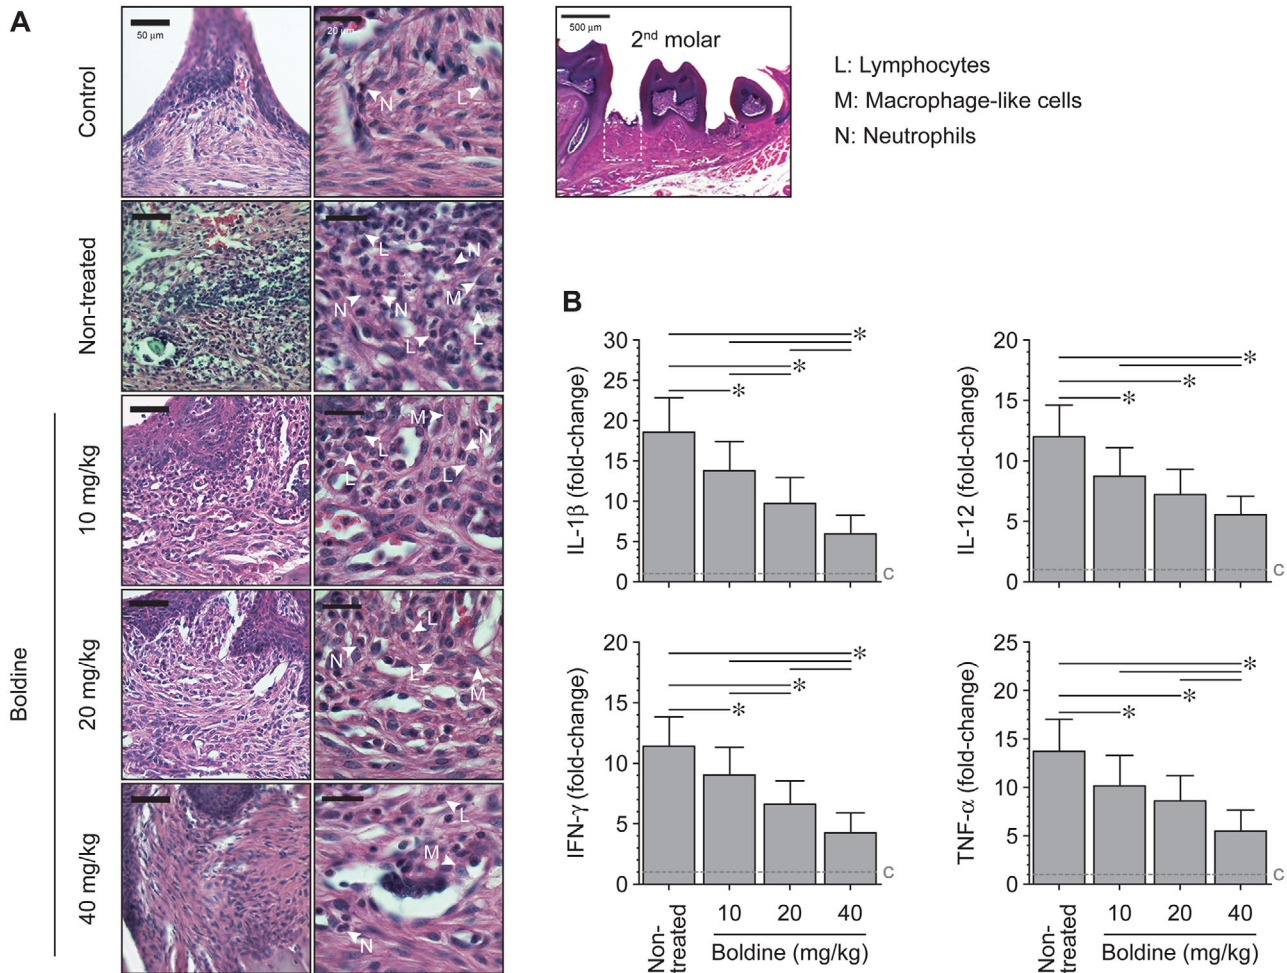 A
50 μm
20 μm
Control
N
L
500 μm
2nd molar
L: Lymphocytes
M: Macrophage-like cells
N: Neutrophils
Non-treated
L
N
M
N
N
L
L
Boldine
10 mg/kg
M
N
L
L
L
20 mg/kg
L
N
L
M
40 mg/kg
L
M
N
B
IL-1β (fold-change)
30
25
20
15
10
5
0
*
*
*
C
IL-12 (fold-change)
20
15
10
5
0
*
*
*
C
IFN-γ (fold-change)
20
15
10
5
0
*
*
*
C
Non-treated
10
20
40
Boldine (mg/kg)
TNF-α (fold-change)
25
20
15
10
5
0
*
*
*
C
Non-treated
10
20
40
Boldine (mg/kg)